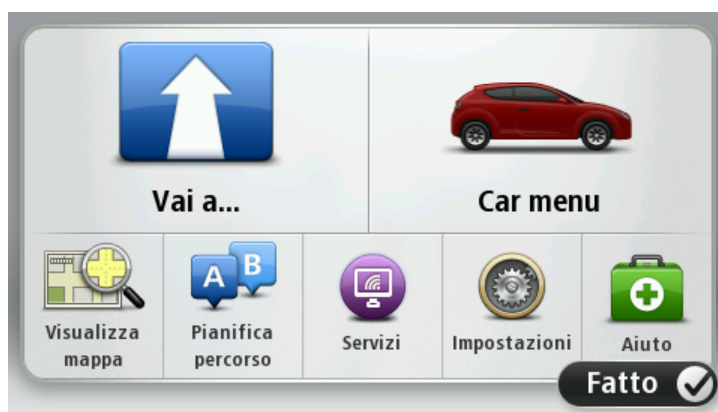 Vai a...
Car menu
A
B
Visualizza
mappa
Pianifica
percorso
Servizi
Impostazioni
Aiuto
Fatto